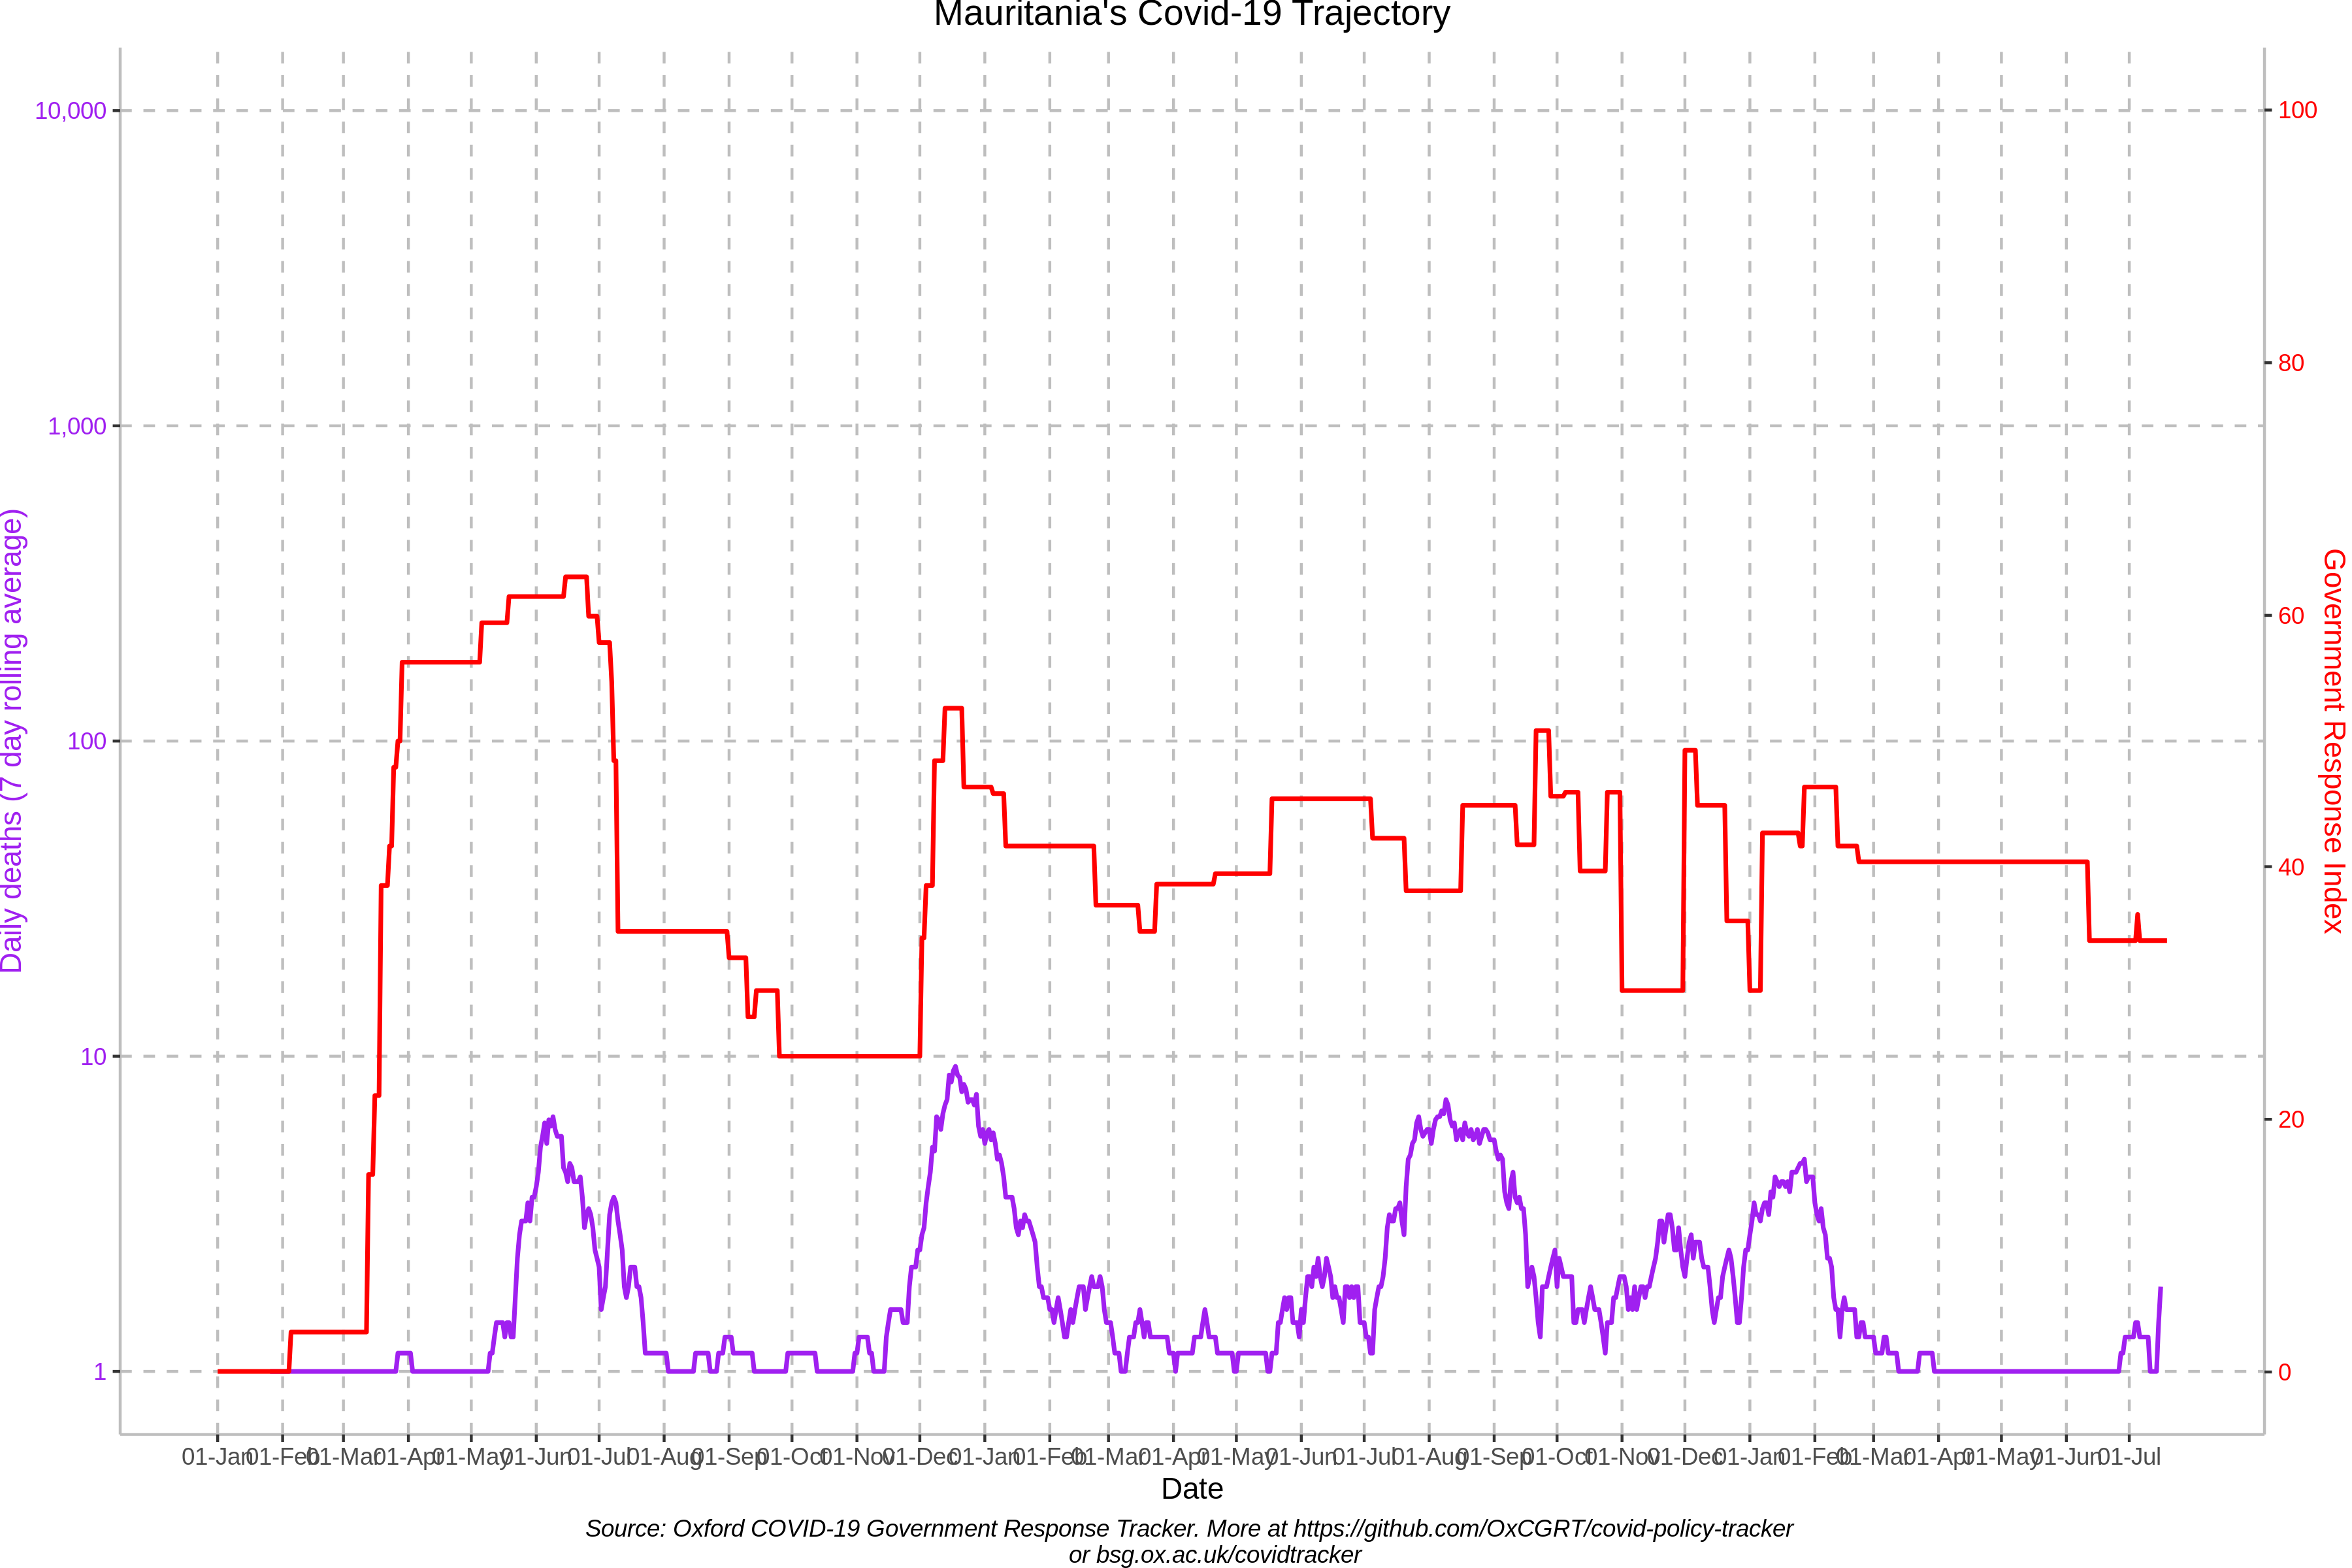 Mauritania's Covid-19 Trajectory
10,000
1,000
100
10
1
Daily deaths (7 day rolling average)
100
80
60
40
20
0
Government Response Index
01-Jan 01-Feb 01-Mar 01-Apr 01-May 01-Jun 01-Jul 01-Aug 01-Sep 01-Oct 01-Nov 01-Dec 01-Jan 01-Feb 01-Mar 01-Apr 01-May 01-Jun 01-Jul 01-Aug 01-Sep 01-Oct 01-Nov 01-Dec 01-Jan 01-Feb 01-Mar 01-Apr 01-May 01-Jun 01-Jul
Date
Source: Oxford COVID-19 Government Response Tracker. More at https://github.com/OxCGRT/covid-policy-tracker
or bsg.ox.ac.uk/covidtracker